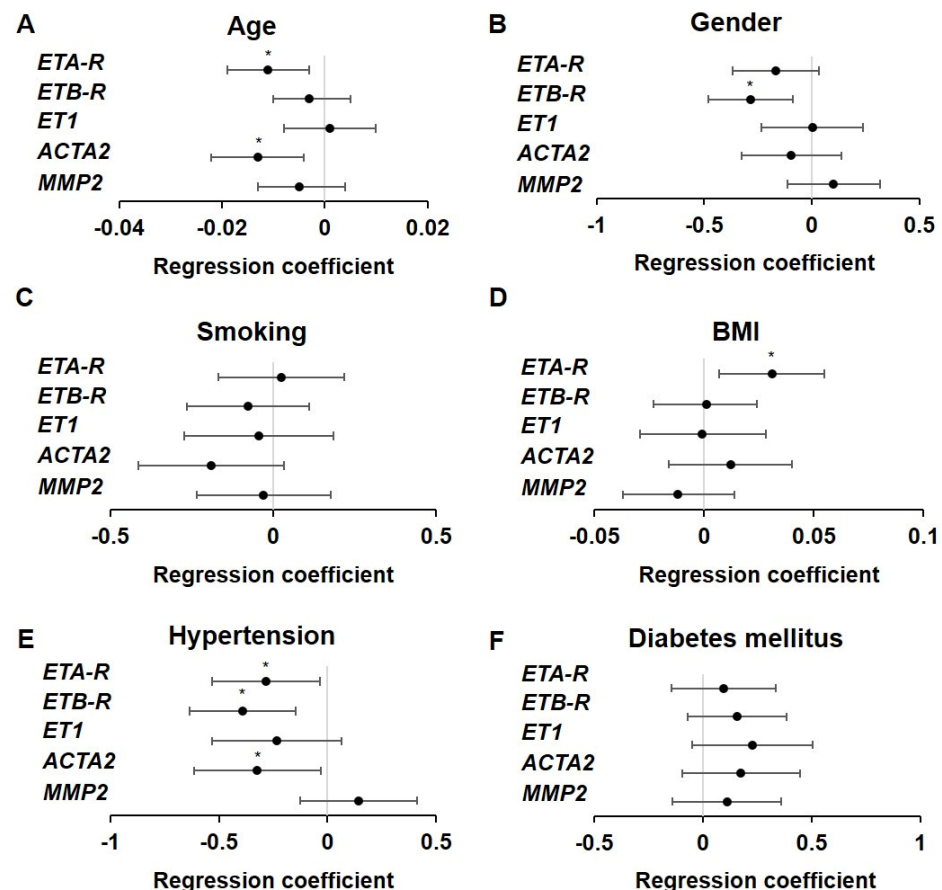 A
Age
*
ETA-R
ETB-R
ET1
*
ACTA2
MMP2
-0.04 -0.02 0 0.02
Regression coefficient
B
Gender
ETA-R
*
ETB-R
ET1
ACTA2
MMP2
-1 -0.5 0 0.5
Regression coefficient
C
Smoking
ETA-R
ETB-R
ET1
ACTA2
MMP2
-0.5 0 0.5
Regression coefficient
D
BMI
*
ETA-R
ETB-R
ET1
ACTA2
MMP2
-0.05 0 0.05 0.1
Regression coefficient
E
Hypertension
*
ETA-R
*
ETB-R
ET1
*
ACTA2
MMP2
-1 -0.5 0 0.5
Regression coefficient
F
Diabetes mellitus
ETA-R
ETB-R
ET1
ACTA2
MMP2
-0.5 0 0.5 1
Regression coefficient